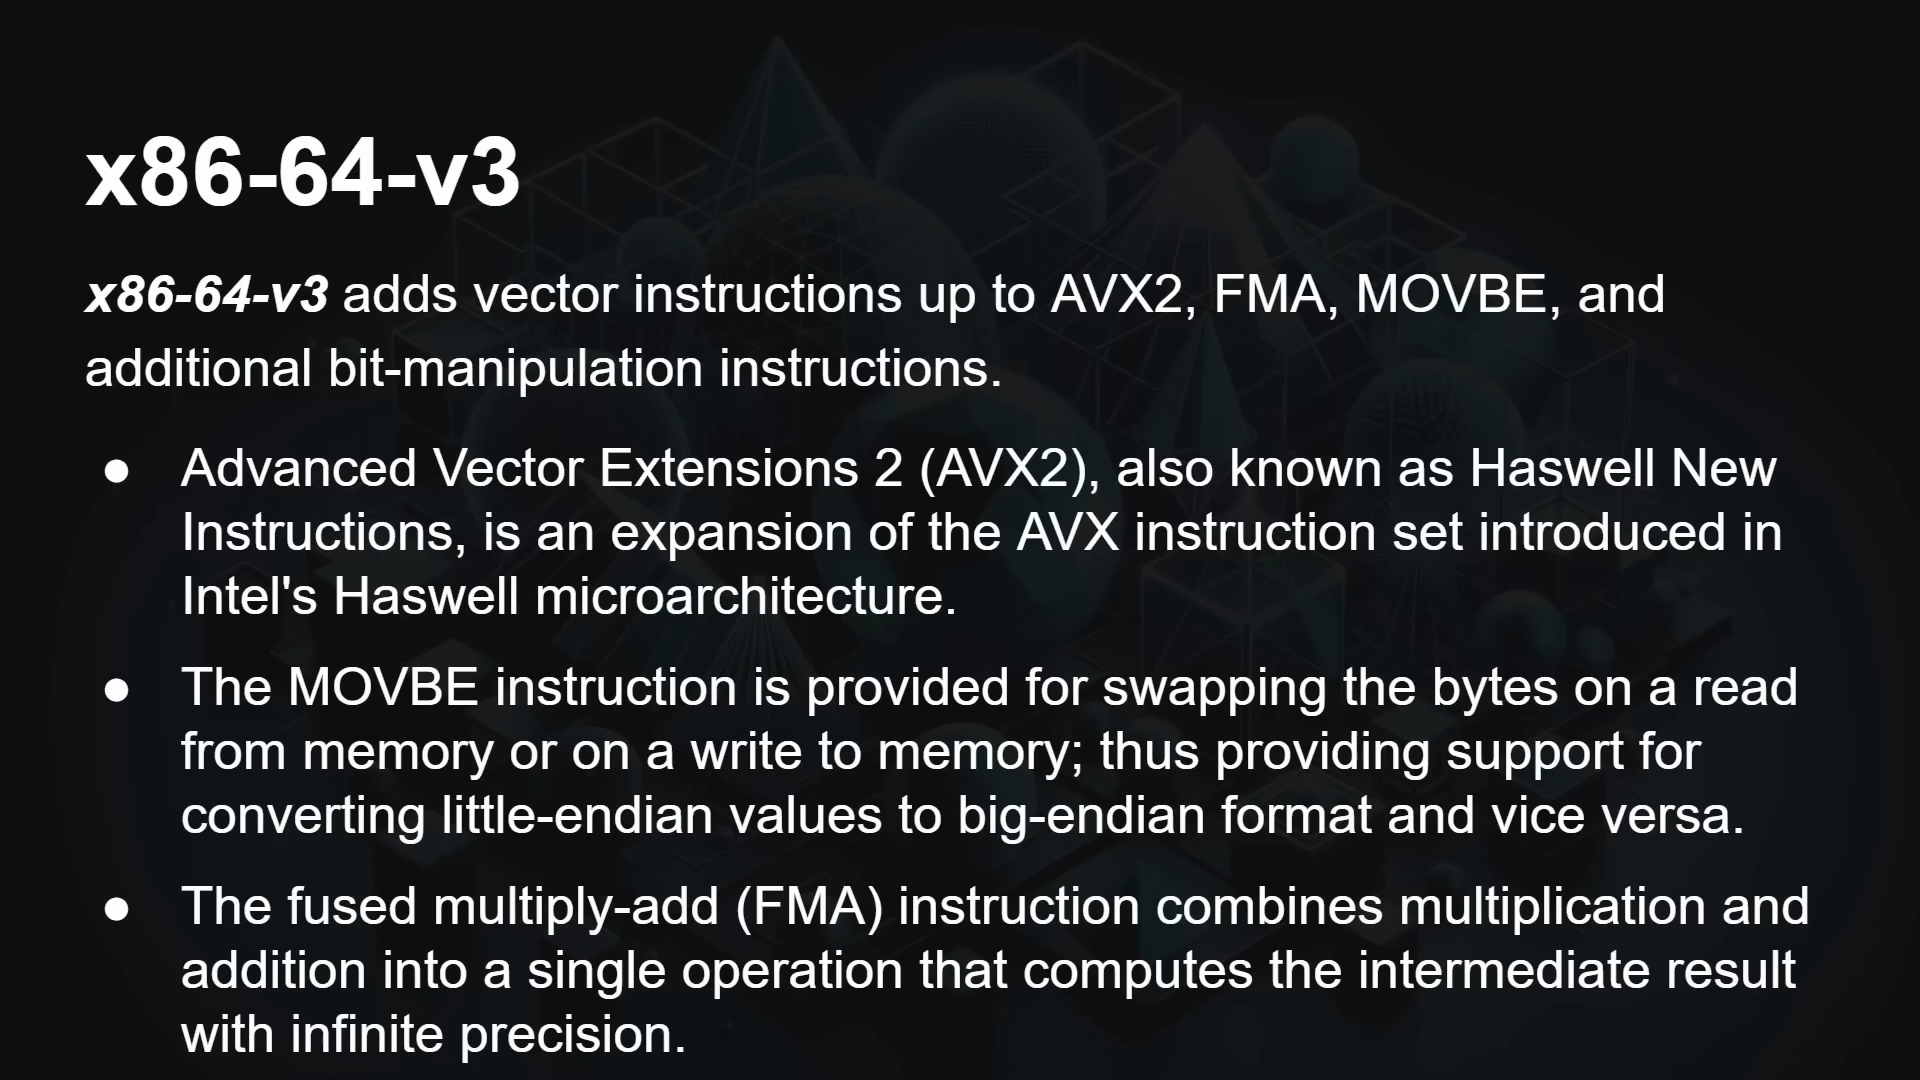 x86-64-v3
x86-64-v3 adds vector instructions up to AVX2, FMA, MOVBE, and
additional bit-manipulation instructions.
● Advanced Vector Extensions 2 (AVX2), also known as Haswell New
Instructions, is an expansion of the AVX instruction set introduced in
Intel's Haswell microarchitecture.
● The MOVBE instruction is provided for swapping the bytes on a read
from memory or on a write to memory; thus providing support for
converting little-endian values to big-endian format and vice versa.
● The fused multiply-add (FMA) instruction combines multiplication and
addition into a single operation that computes the intermediate result
with infinite precision.